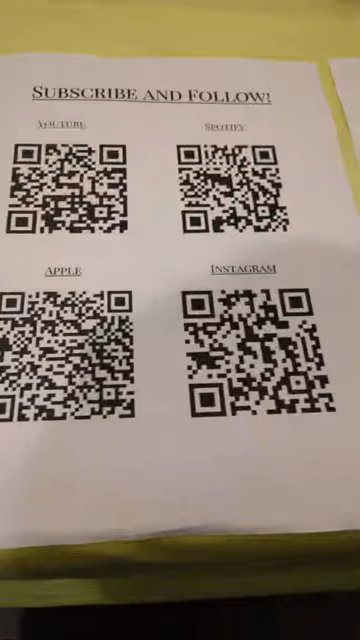 SUBSCRIBE AND FOLLOW!
YOUTUBE
SPOTIFY
APPLE
INSTAGRAM